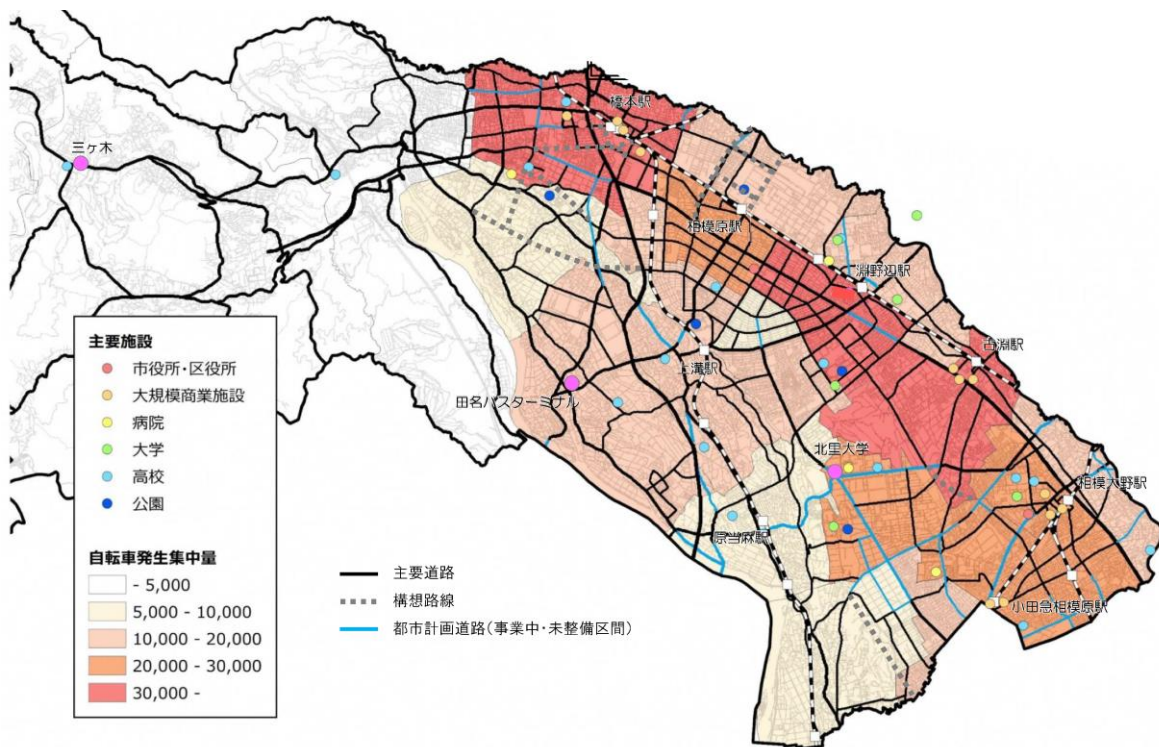 橋本駅
三ヶ木
相模原駅
淵野辺駅
古淵駅
上溝駅
田名バスターミナル
北里大学
相模大野駅
原当麻駅
小田急相模原駅
主要施設
市役所・区役所
大規模商業施設
病院
大学
高校
公園
自転車発生集中量
- 5,000
5,000 - 10,000
10,000 - 20,000
20,000 - 30,000
30,000 -
主要道路
構想路線
都市計画道路(事業中・未整備区間)